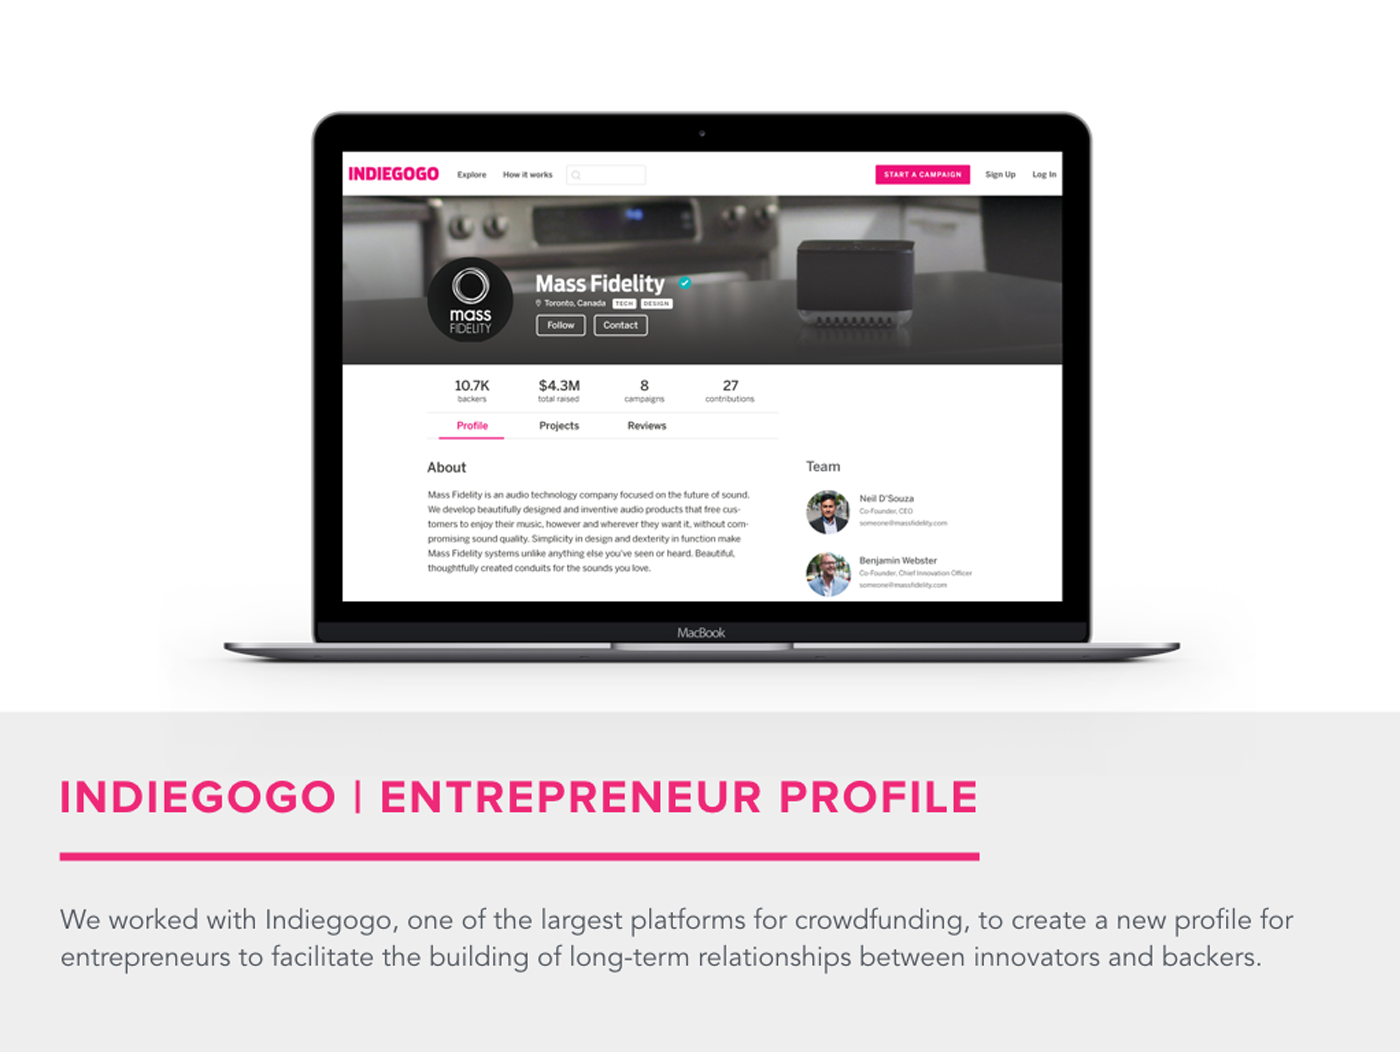 INDIEGOGO Explore How it works START A CAMPAIGN Sign Up Log In
mass
FIDELITY
Mass Fidelity
Toronto, Canada TECH DESIGN
Follow Contact
10.7K $4.3M 8 27
backers total raised campaigns contributions
Profile Projects Reviews
About
Mass Fidelity is an audio technology company focused on the future of sound.
We develop beautifully designed and inventive audio products that free cus-
tomers to enjoy their music, however and wherever they want it, without com-
promising sound quality. Simplicity in design and dexterity in function make
Mass Fidelity systems unlike anything else you've seen or heard. Beautiful,
thoughtfully created conduits for the sounds you love.
Team
Neil D'Souza
Co-Founder, CEO
someone@massfidelity.com
Benjamin Webster
Co-Founder, Chief Innovation Officer
someone@massfidelity.com
MacBook
INDIEGOGO | ENTREPRENEUR PROFILE
We worked with Indiegogo, one of the largest platforms for crowdfunding, to create a new profile for
entrepreneurs to facilitate the building of long-term relationships between innovators and backers.